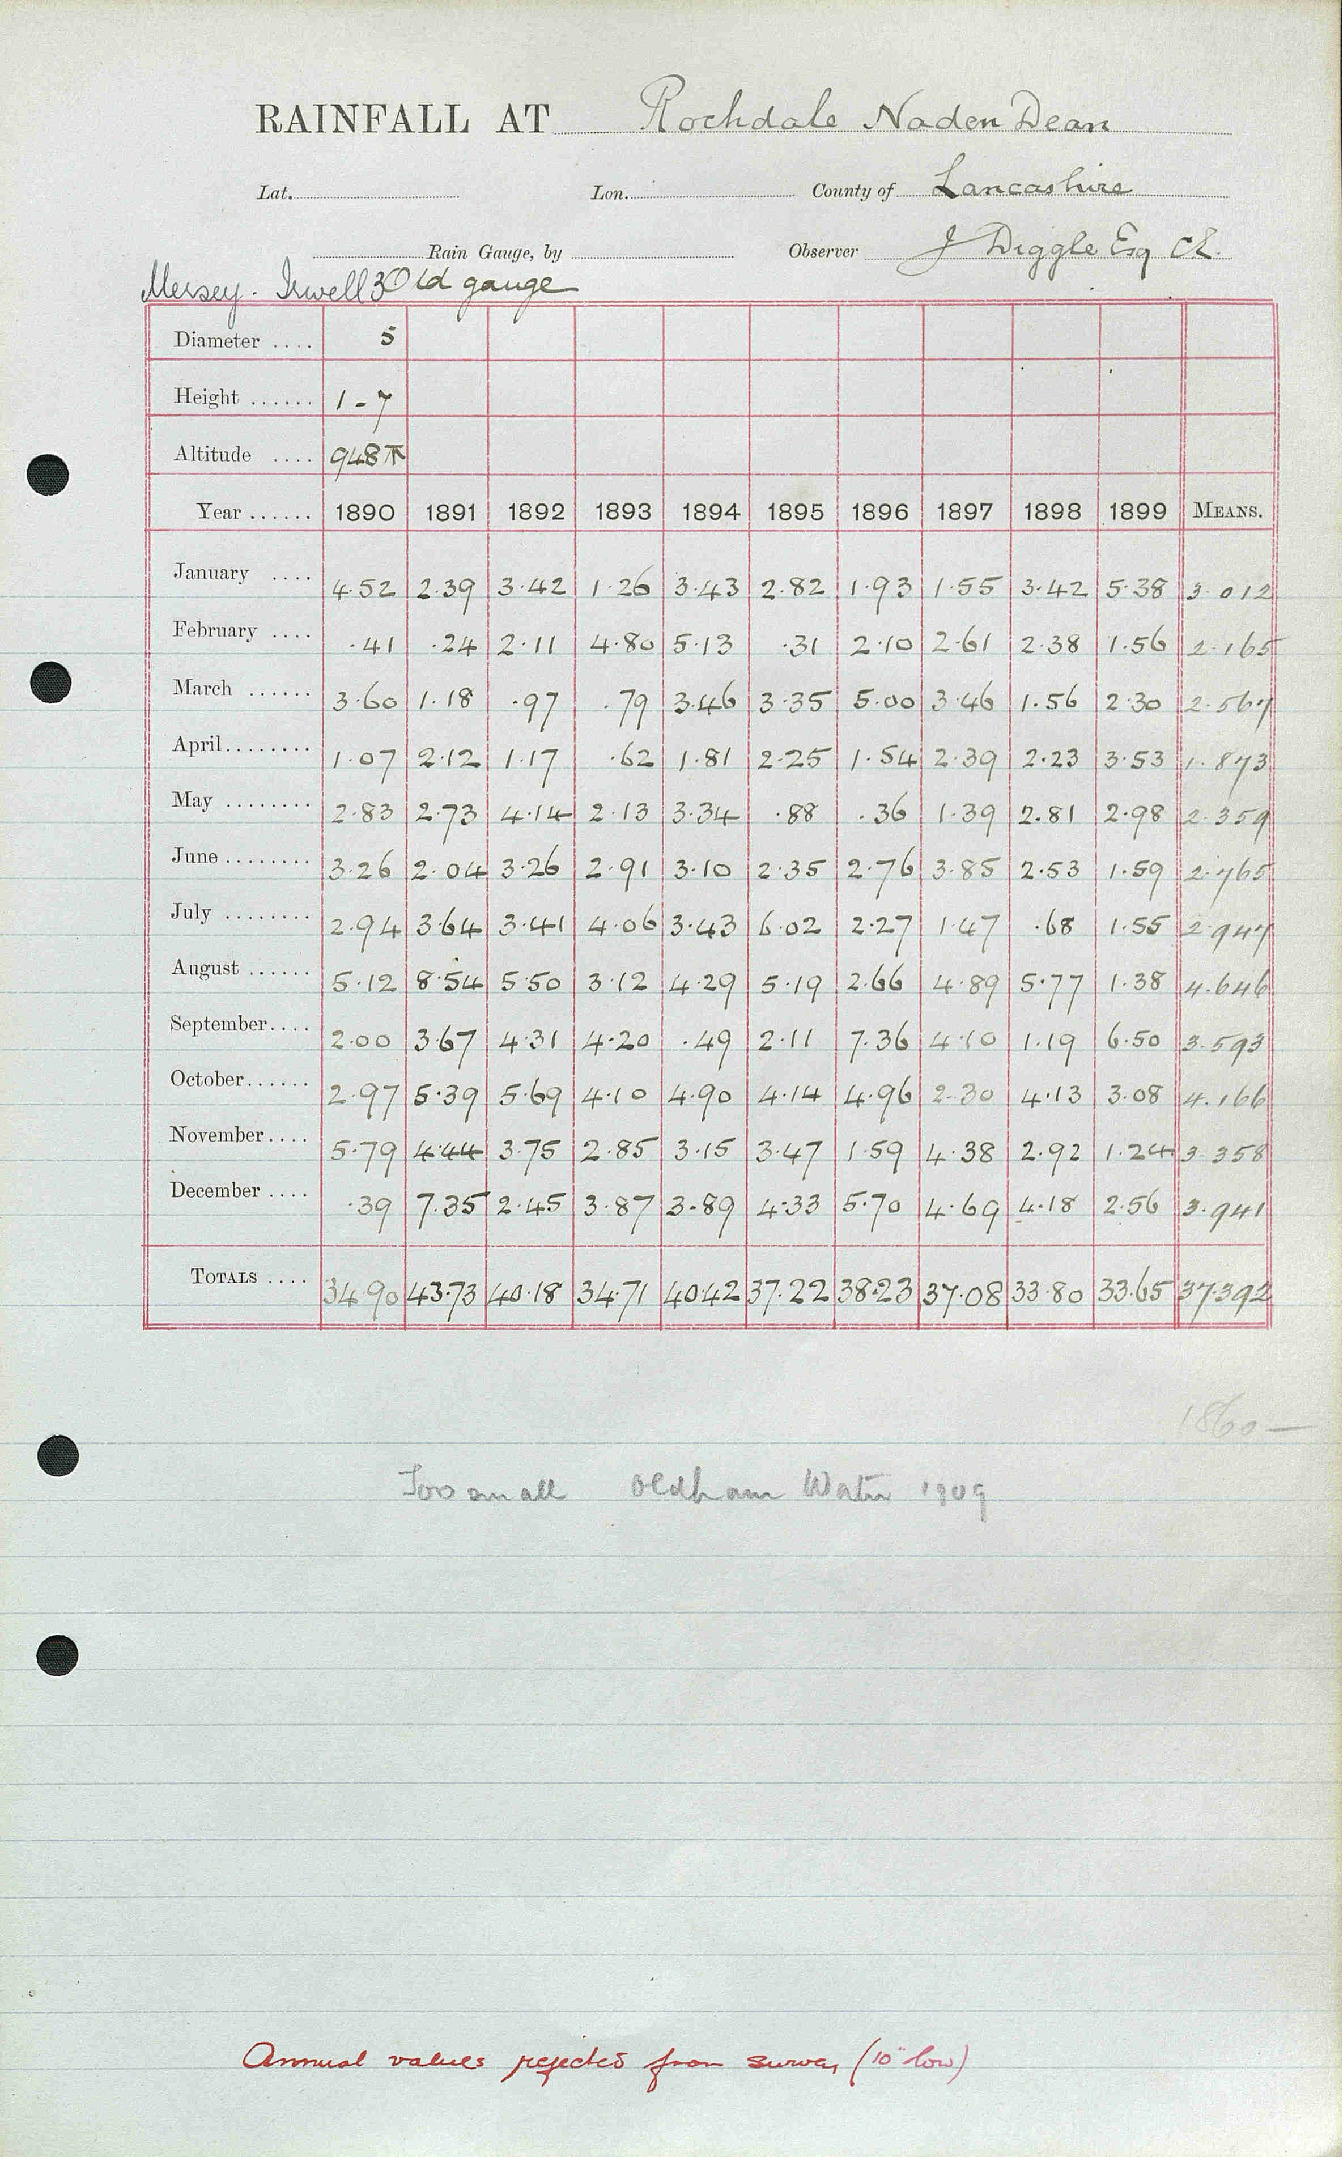 RAINFALL AT Rochdale Naden Dean
Lat. Lon. County of Lancashire
Rain Gauge, by Observer J Diggle Esq CE.
Mersey. Irwell 3 Old gauge
Diameter .... 5
Height ...... 1-7
Altitude .... 948 ft
Year ...... 1890 1891 1892 1893 1894 1895 1896 1897 1898 1899 MEANS.
January .... 4.52 2.39 3.42 1.26 3.43 2.82 1.93 1.55 3.42 5.38 3.012
February .... .41 .24 2.11 4.80 5.13 .31 2.10 2.61 2.38 1.56 2.165
March ...... 3.60 1.18 .97 .79 3.46 3.35 5.00 3.46 1.56 2.30 2.567
April ........ 1.07 2.12 1.17 .62 1.81 2.25 1.54 2.39 2.23 3.53 1.873
May ........ 2.83 2.73 4.14 2.13 3.34 .88 .36 1.39 2.81 2.98 2.359
June ........ 3.26 2.04 3.26 2.91 3.10 2.35 2.76 3.85 2.53 1.59 2.765
July ........ 2.94 3.64 3.41 4.06 3.43 6.02 2.27 1.47 .68 1.55 2.947
August ...... 5.12 8.54 5.50 3.12 4.29 5.19 2.66 4.89 5.77 1.38 4.646
September .... 2.00 3.67 4.31 4.20 .49 2.11 7.36 4.10 1.19 6.50 3.593
October ...... 2.97 5.39 5.69 4.10 4.90 4.14 4.96 2.30 4.13 3.08 4.166
November .... 5.79 4.44 3.75 2.85 3.15 3.47 1.59 4.38 2.92 1.24 3.358
December .... .39 7.35 2.45 3.87 3.89 4.33 5.70 4.69 4.18 2.56 3.941
TOTALS .... 34.90 43.73 40.18 34.71 40.42 37.22 38.23 37.08 33.80 33.65 37.392
1860—
Too small Oldham Water 1909
Annual values rejected from survey (10" low)